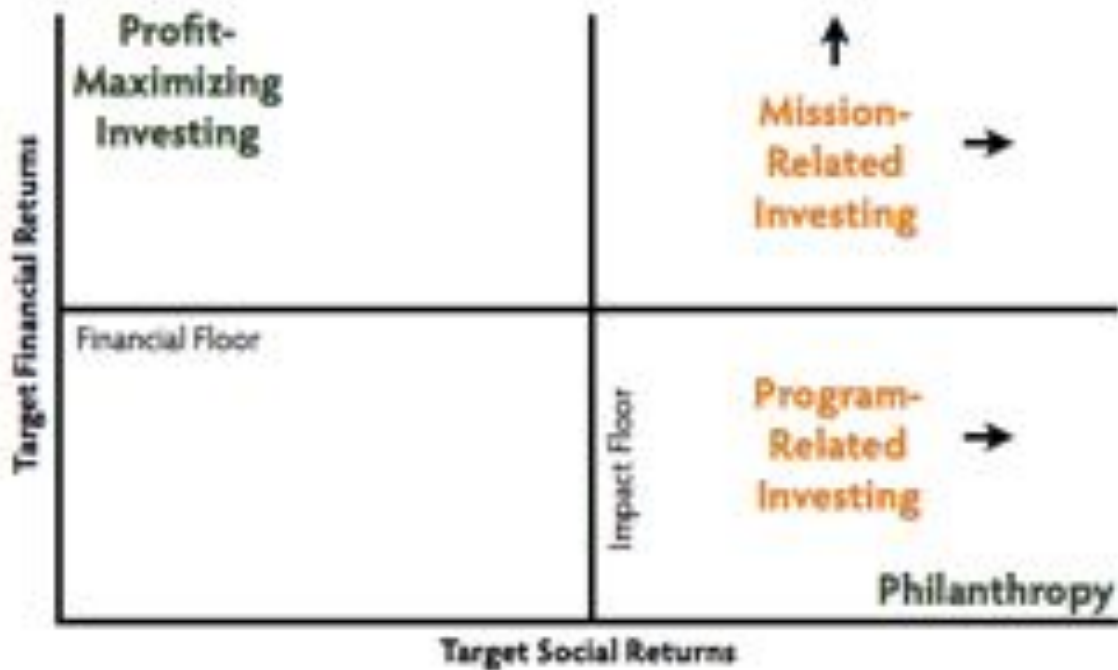 Profit-
Maximizing
Investing
Mission-
Related
Investing
Target Financial Returns
Financial Floor
Impact Floor
Program-
Related
Investing
Philanthropy
Target Social Returns